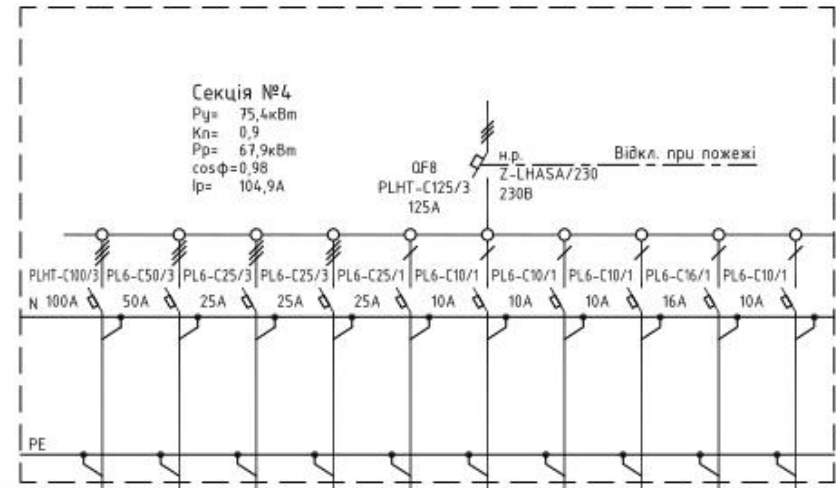 Секція №4
Ру= 75,4кВт
Кп= 0,9
Рр= 67,9кВт
cosф=0,98
Ір= 104,9А
QF8
PLHT-C125/3
125А
н.р.
Відкл. при пожежі
Z-LHASA/230
230В
PLHT-C100/3 PL6-C50/3 PL6-C25/3 PL6-C25/3 PL6-C25/1 PL6-C10/1 PL6-C10/1 PL6-C10/1 PL6-C16/1 PL6-C10/1
N 100А 50А 25А 25А 25А 10А 10А 10А 16А 10А
PE